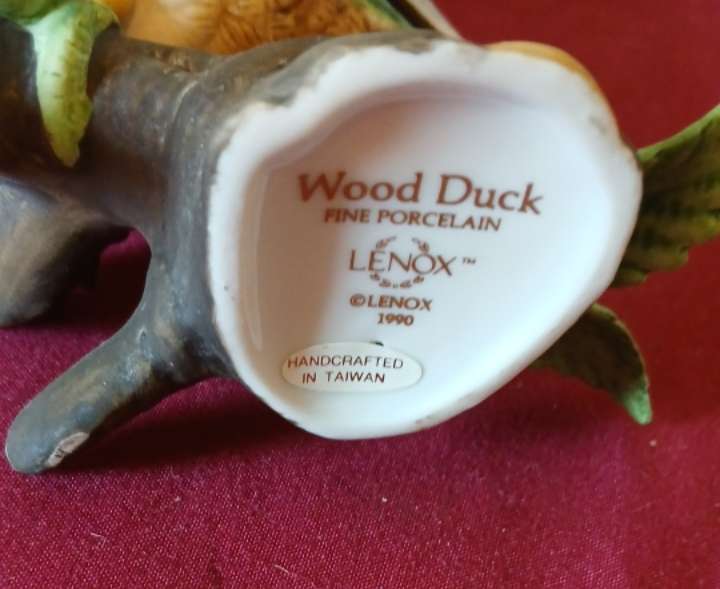 Wood Duck
FINE PORCELAIN
LENOX™
©LENOX
1990
HANDCRAFTED
IN TAIWAN